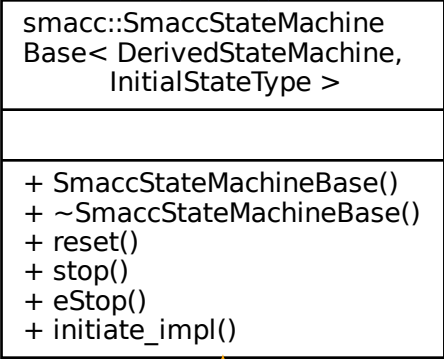 smacc::SmaccStateMachine
Base< DerivedStateMachine,
InitialStateType >
+ SmaccStateMachineBase()
+ ~SmaccStateMachineBase()
+ reset()
+ stop()
+ eStop()
+ initiate_impl()